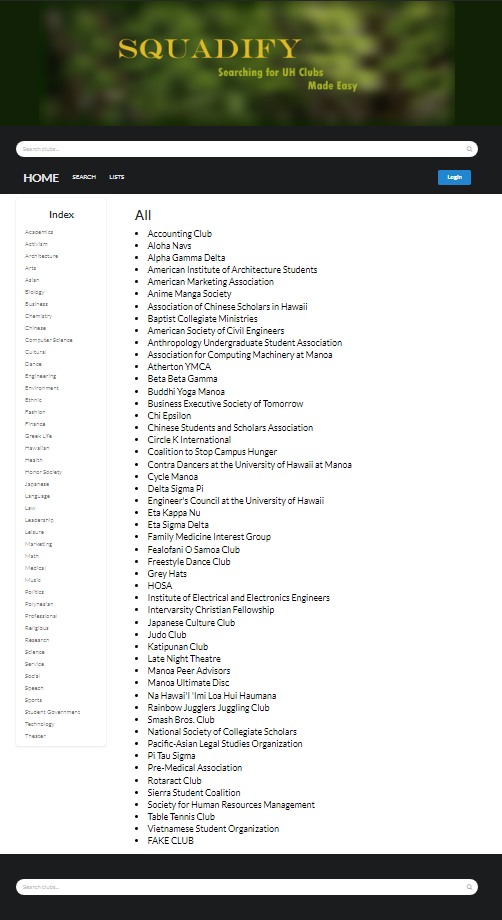 SQUADIFY
Searching for UH Clubs
Made Easy
Search clubs...
HOME SEARCH LISTS Login
Index
Academics
Activism
Architecture
Arts
Asian
Biology
Business
Chemistry
Chinese
Computer Science
Cultural
Dance
Engineering
Environment
Ethnic
Fashion
Finance
Greek Life
Hawaiian
Health
Honor Society
Japanese
Language
Law
Leadership
Leisure
Marketing
Math
Medical
Music
Politics
Polynesian
Professional
Religious
Research
Science
Service
Social
Speech
Sports
Student Government
Technology
Theater
All
Accounting Club
Aloha Navs
Alpha Gamma Delta
American Institute of Architecture Students
American Marketing Association
Anime Manga Society
Association of Chinese Scholars in Hawaii
Baptist Collegiate Ministries
American Society of Civil Engineers
Anthropology Undergraduate Student Association
Association for Computing Machinery at Manoa
Atherton YMCA
Beta Beta Gamma
Buddhi Yoga Manoa
Business Executive Society of Tomorrow
Chi Epsilon
Chinese Students and Scholars Association
Circle K International
Coalition to Stop Campus Hunger
Contra Dancers at the University of Hawaii at Manoa
Cycle Manoa
Delta Sigma Pi
Engineer's Council at the University of Hawaii
Eta Kappa Nu
Eta Sigma Delta
Family Medicine Interest Group
Fealofani O Samoa Club
Freestyle Dance Club
Grey Hats
HOSA
Institute of Electrical and Electronics Engineers
Intervarsity Christian Fellowship
Japanese Culture Club
Judo Club
Katipunan Club
Late Night Theatre
Manoa Peer Advisors
Manoa Ultimate Disc
Na Hawai'I 'Imi Loa Hui Haumana
Rainbow Jugglers Juggling Club
Smash Bros. Club
National Society of Collegiate Scholars
Pacific-Asian Legal Studies Organization
Pi Tau Sigma
Pre-Medical Association
Rotaract Club
Sierra Student Coalition
Society for Human Resources Management
Table Tennis Club
Vietnamese Student Organization
FAKE CLUB
Search clubs...